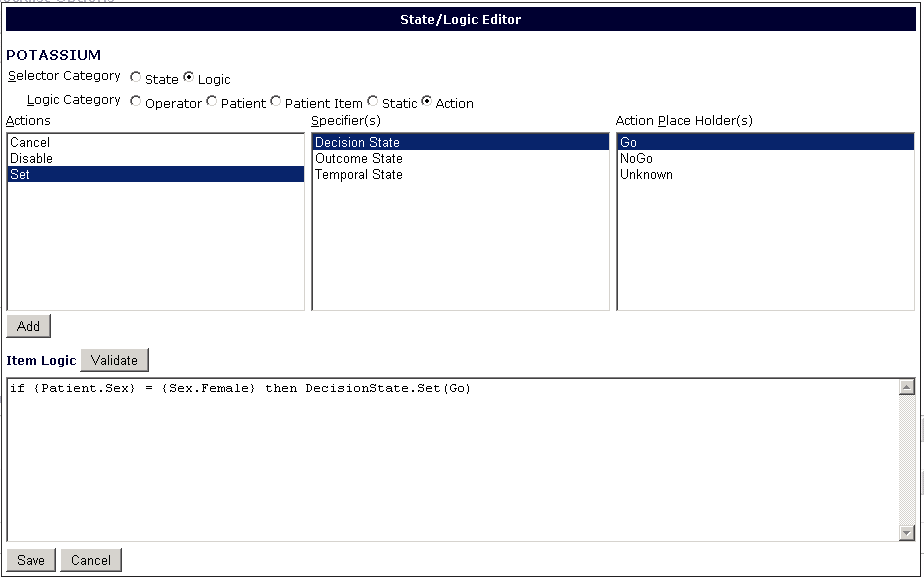 State/Logic Editor
POTASSIUM
Selector Category State Logic
Logic Category Operator Patient Patient Item Static Action
Actions Specifier(s) Action Place Holder(s)
Cancel Decision State Go
Disable Outcome State NoGo
Set Temporal State Unknown
Add
Item Logic Validate
if {Patient.Sex} = {Sex.Female} then DecisionState.Set(Go)
Save Cancel